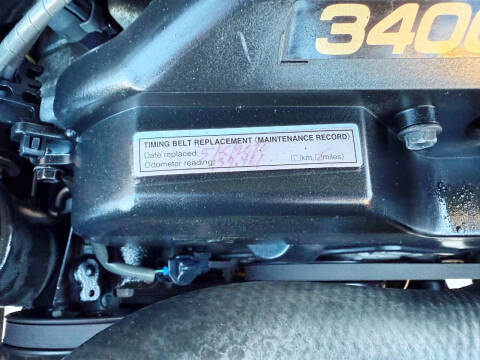 3400
TIMING BELT REPLACEMENT (MAINTENANCE RECORD)
Date replaced:
Odometer reading: (☐km, ☑miles)